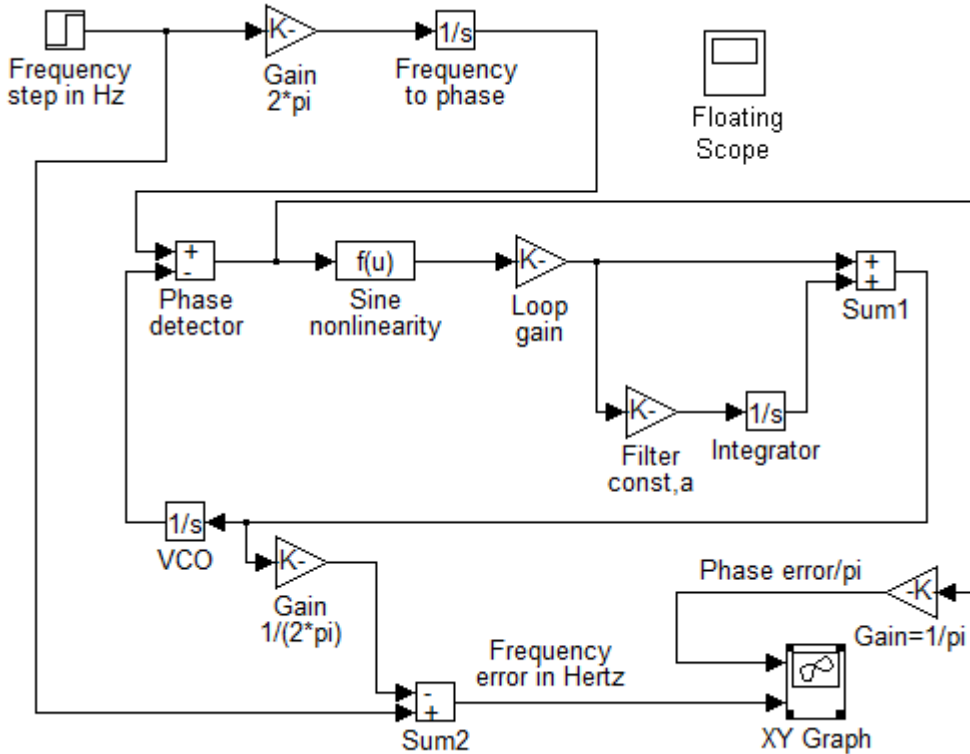 K-
1/s
Frequency
step in Hz
Gain
2*pi
Frequency
to phase
Floating
Scope
+
-
f(u)
K-
+
+
Phase
detector
Sine
nonlinearity
Loop
gain
Sum1
K-
1/s
Filter
const,a
Integrator
1/s
VCO
K-
Gain
1/(2*pi)
Phase error/pi
-K
Gain=1/pi
Frequency
error in Hertz
-
+
Sum2
XY Graph